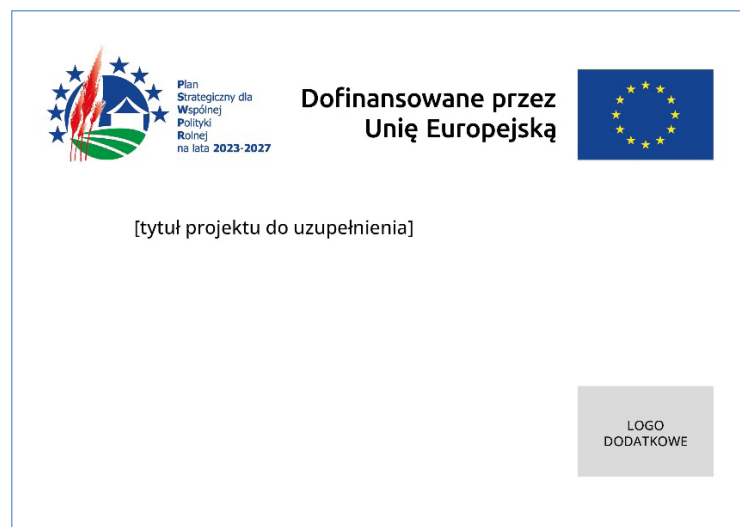 Plan
Strategiczny dla
Wspólnej
Polityki
Rolnej
na lata 2023-2027
Dofinansowane przez
Unię Europejską
[tytuł projektu do uzupełnienia]
LOGO
DODATKOWE